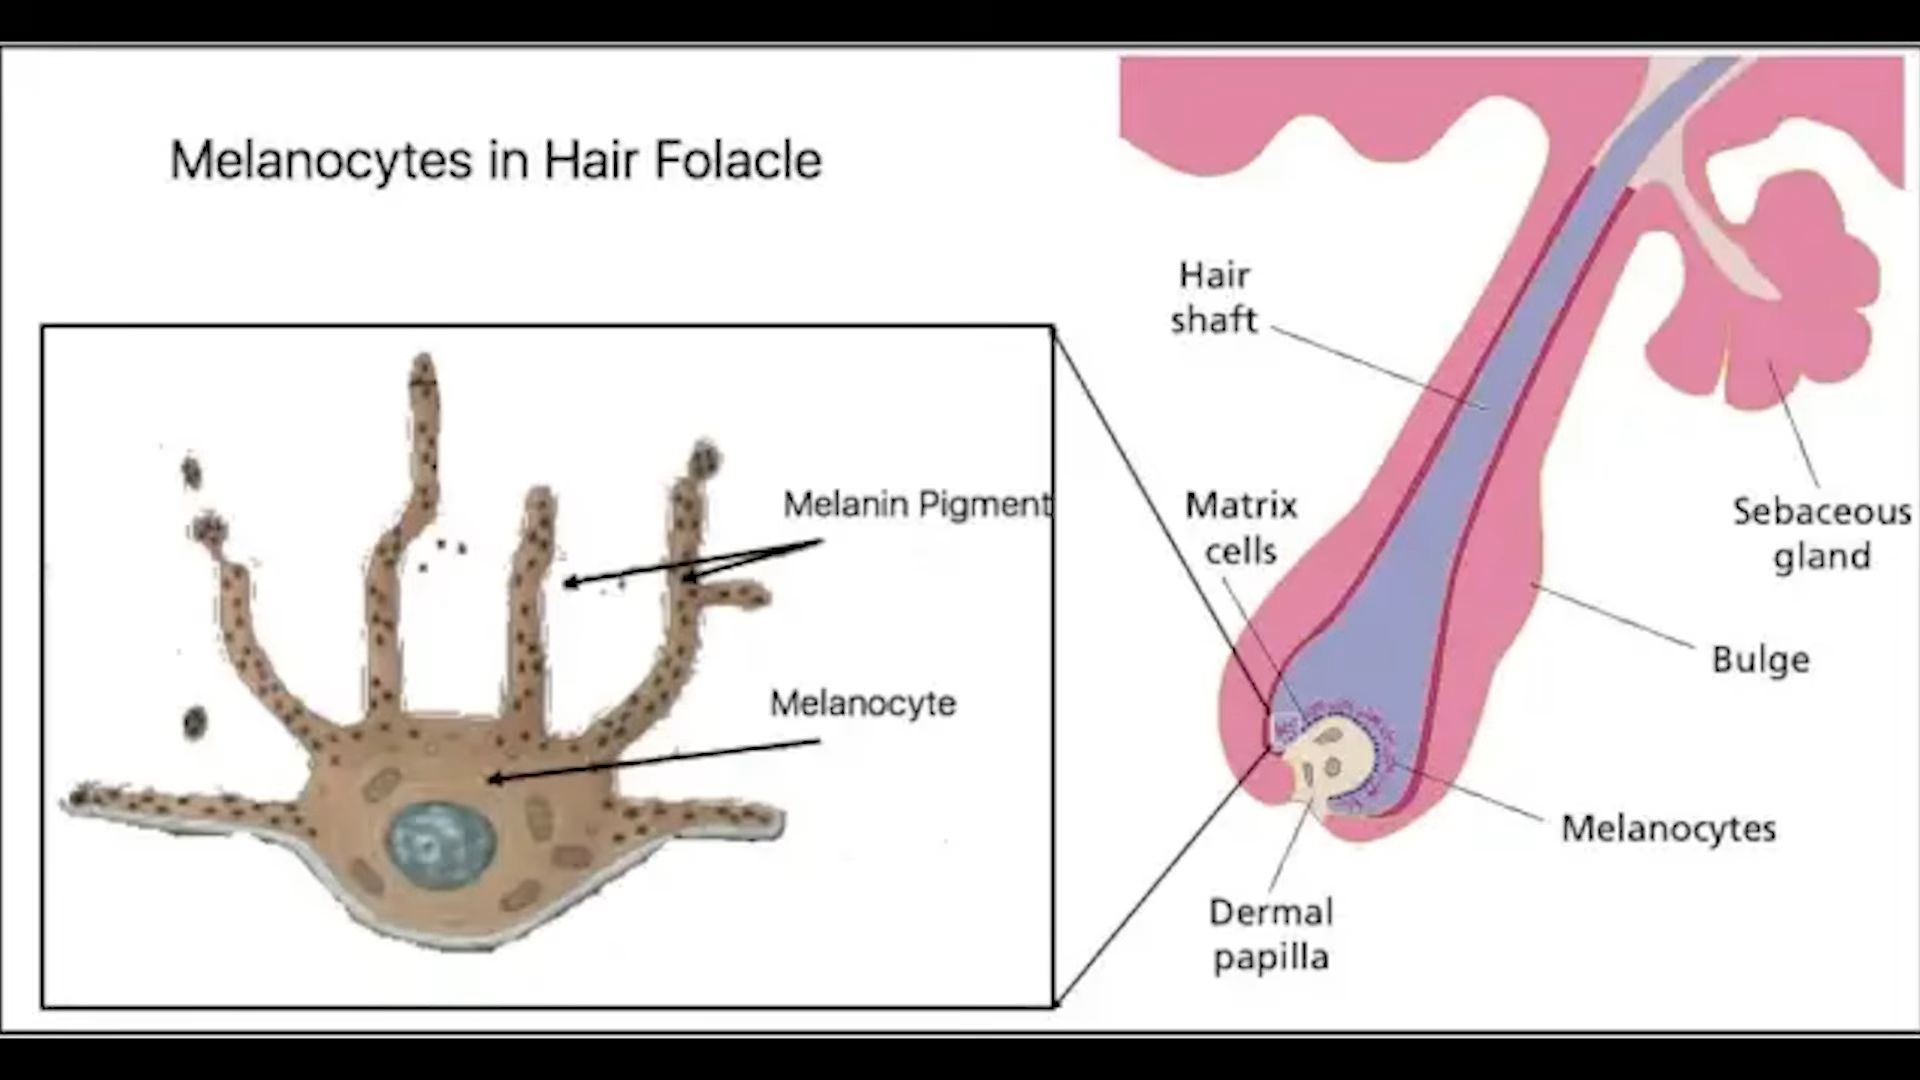 Melanocytes in Hair Folacle
Melanin Pigment
Melanocyte
Hair
shaft
Matrix
cells
Sebaceous
gland
Bulge
Melanocytes
Dermal
papilla